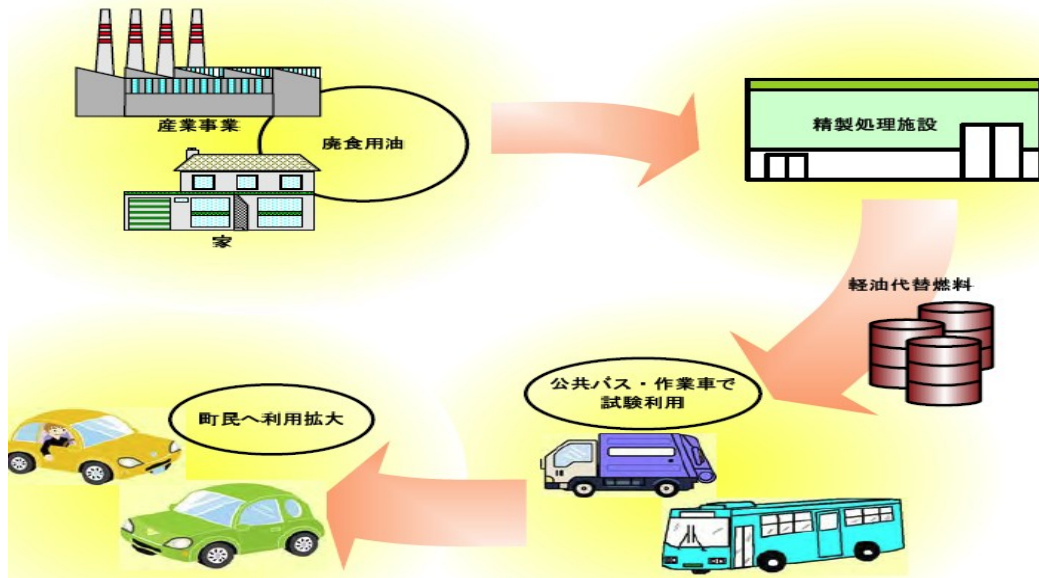 産業事業
廃食用油
家
精製処理施設
軽油代替燃料
公共バス・作業車で
試験利用
町民へ利用拡大